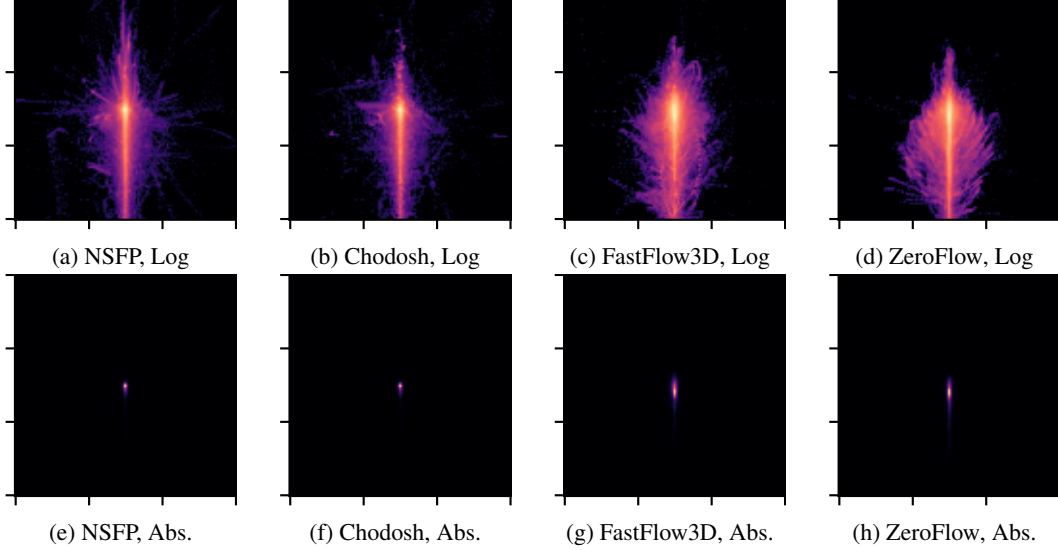 (a) NSFP, Log
(b) Chodosh, Log
(c) FastFlow3D, Log
(d) ZeroFlow, Log
(e) NSFP, Abs.
(f) Chodosh, Abs.
(g) FastFlow3D, Abs.
(h) ZeroFlow, Abs.